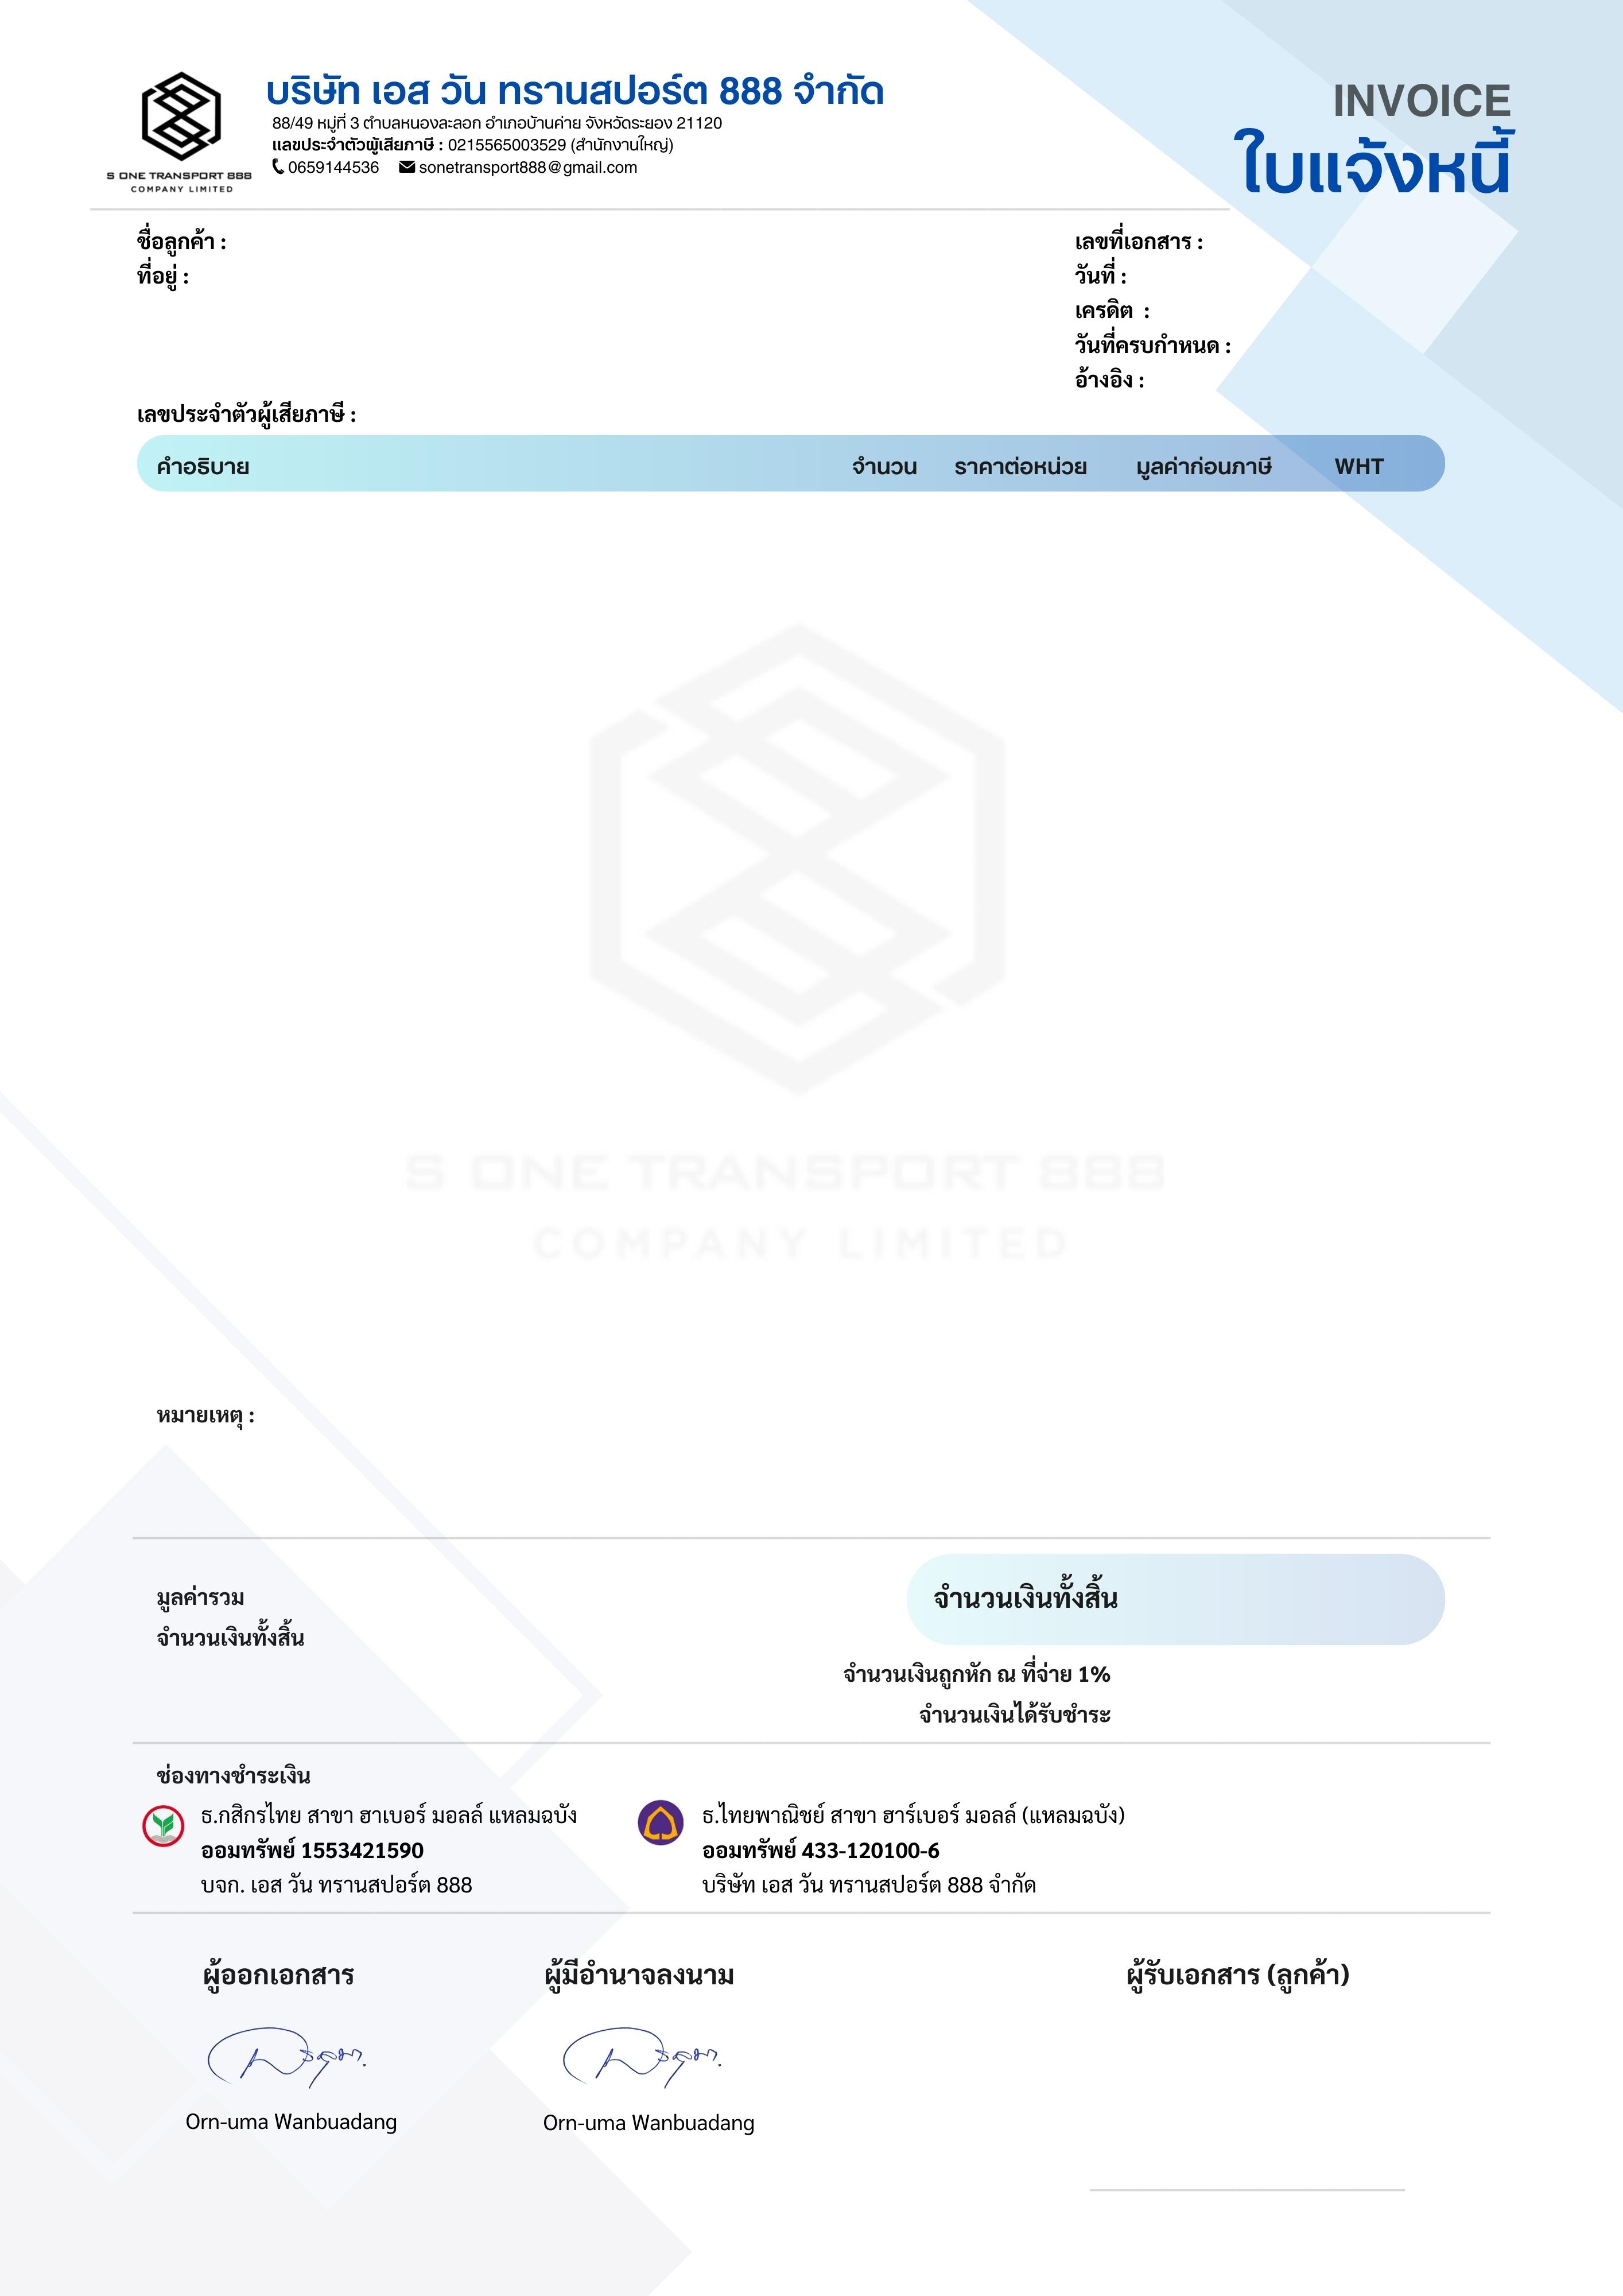 S ONE TRANSPORT 888
COMPANY LIMITED
บริษัท เอส วัน ทรานสปอร์ต 888 จำกัด
88/49 หมู่ที่ 3 ตำบลหนองละลอก อำเภอบ้านค่าย จังหวัดระยอง 21120
เลขประจำตัวผู้เสียภาษี : 0215565003529 (สำนักงานใหญ่)
0659144536 sonetransport888@gmail.com
INVOICE
ใบแจ้งหนี้
ชื่อลูกค้า :
ที่อยู่ :
เลขประจำตัวผู้เสียภาษี :
เลขที่เอกสาร :
วันที่ :
เครดิต :
วันที่ครบกำหนด :
อ้างอิง :
คำอธิบาย จำนวน ราคาต่อหน่วย มูลค่าก่อนภาษี WHT
S ONE TRANSPORT 888
COMPANY LIMITED
หมายเหตุ :
มูลค่ารวม
จำนวนเงินทั้งสิ้น
จำนวนเงินทั้งสิ้น
จำนวนเงินถูกหัก ณ ที่จ่าย 1%
จำนวนเงินได้รับชำระ
ช่องทางชำระเงิน
ธ.กสิกรไทย สาขา ฮาเบอร์ มอลล์ แหลมฉบัง
ออมทรัพย์ 1553421590
บจก. เอส วัน ทรานสปอร์ต 888
ธ.ไทยพาณิชย์ สาขา ฮาร์เบอร์ มอลล์ (แหลมฉบัง)
ออมทรัพย์ 433-120100-6
บริษัท เอส วัน ทรานสปอร์ต 888 จำกัด
ผู้ออกเอกสาร
Orn-uma Wanbuadang
ผู้มีอำนาจลงนาม
Orn-uma Wanbuadang
ผู้รับเอกสาร (ลูกค้า)